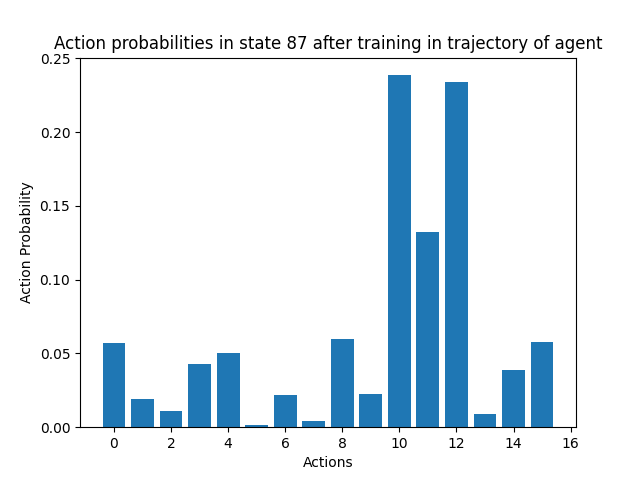 Action probabilities in state 87 after training in trajectory of agent
0.25
0.20
0.15
0.10
0.05
0.00
Action Probability
0 2 4 6 8 10 12 14 16
Actions